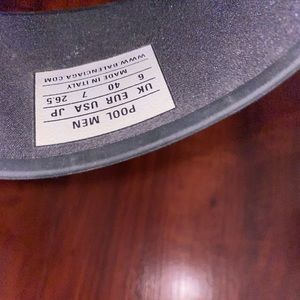 POOL MEN
UK EUR USA JP
6 40 7 26.5
MADE IN ITALY
WWW.BALENCIAGA.COM